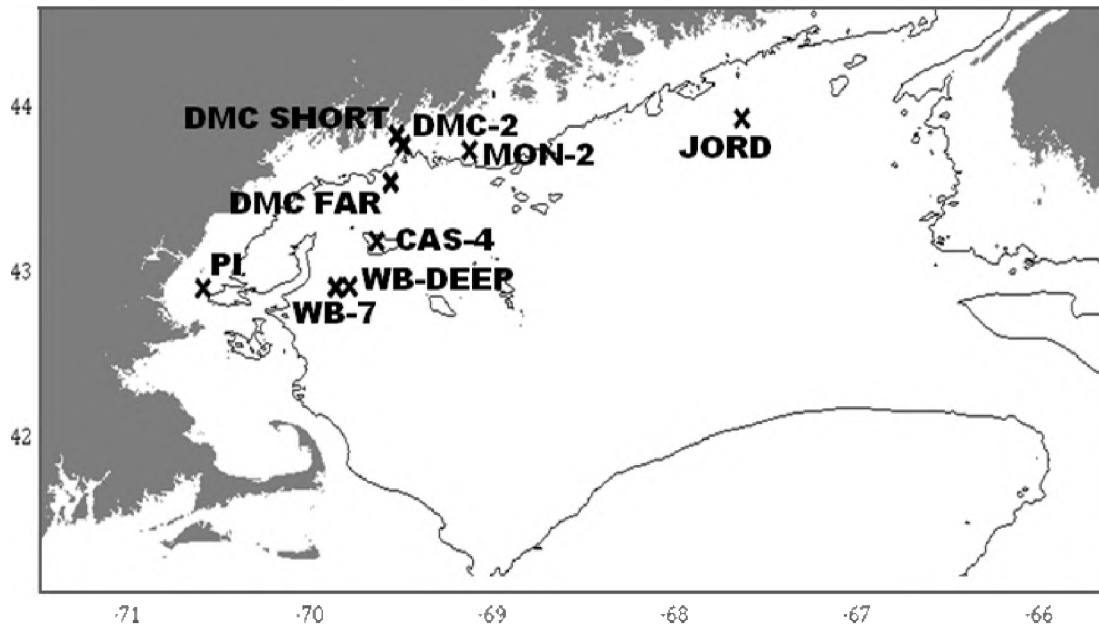 44
DMC SHORT
DMC-2
MON-2
JORD
DMC FAR
CAS-4
43
PI
WB-DEEP
WB-7
42
-71 -70 -69 -68 -67 -66